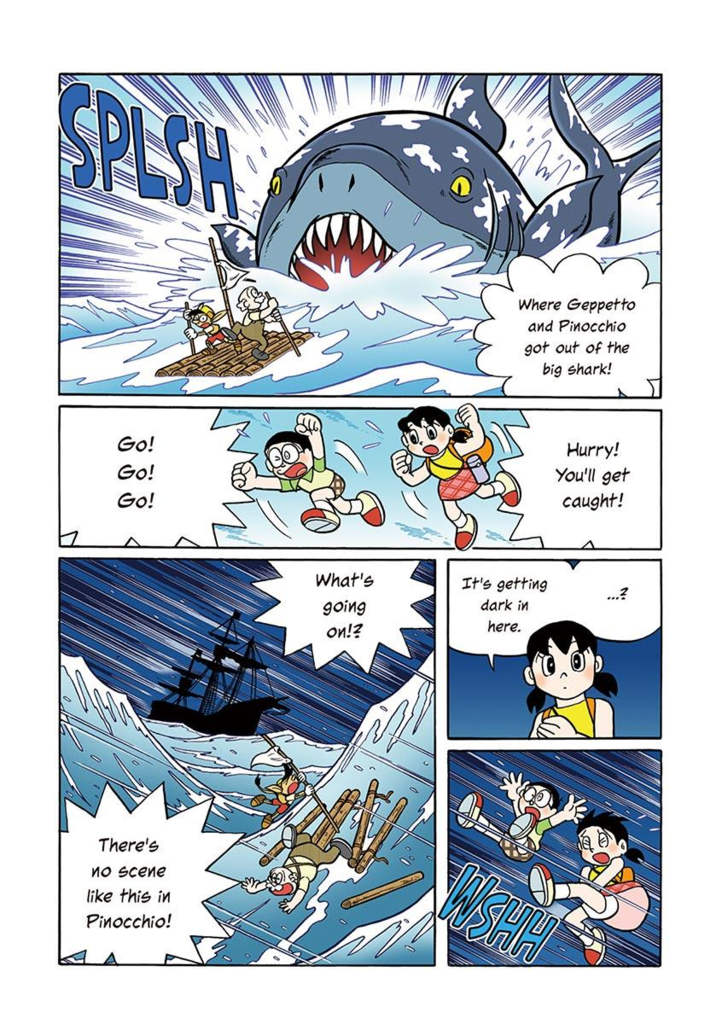 SPLSH
Where Geppetto
and Pinocchio
got out of the
big shark!
Go!
Go!
Go!
Hurry!
You'll get
caught!
What's
going
on!?
There's
no scene
like this in
Pinocchio!
It's getting
dark in
here.
...?
WSHH